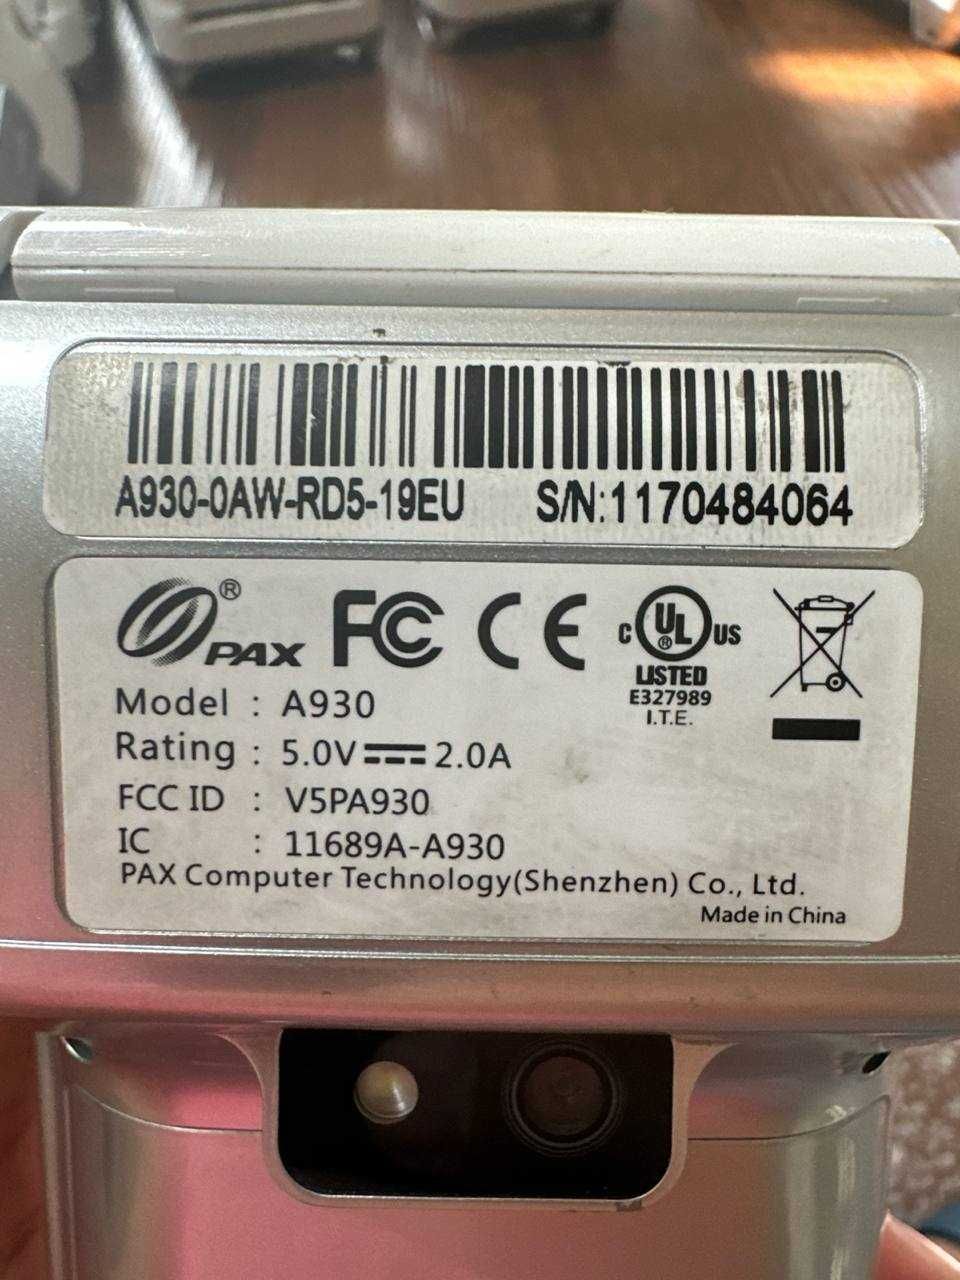 A930-0AW-RD5-19EU S/N:1170484064
® PAX FC CE C UL ® US
LISTED
E327989
I.T.E.
Model : A930
Rating : 5.0V⎓2.0A
FCC ID : V5PA930
IC : 11689A-A930
PAX Computer Technology(Shenzhen) Co., Ltd.
Made in China